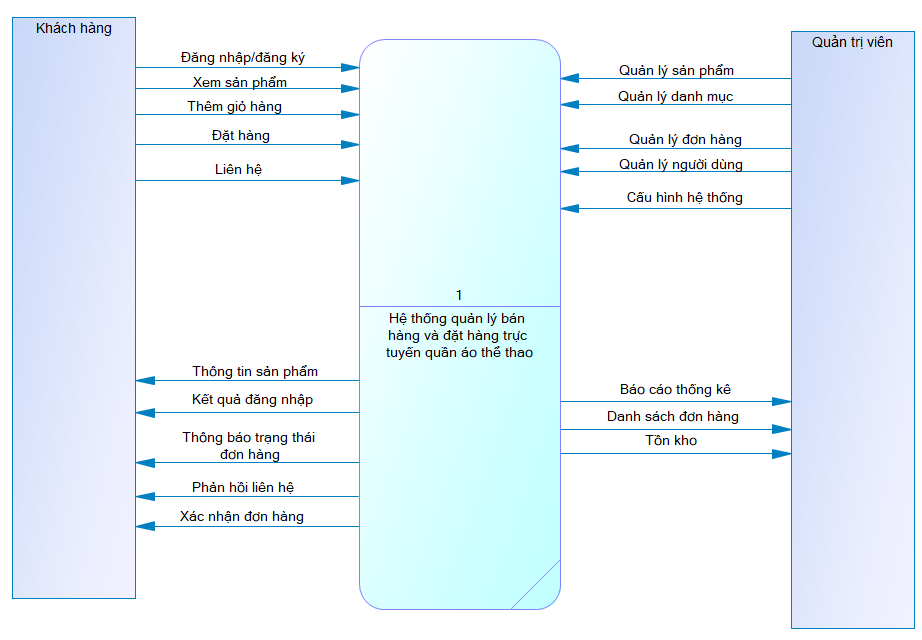 Khách hàng
Đăng nhập/đăng ký
Xem sản phẩm
Thêm giỏ hàng
Đặt hàng
Liên hệ
Quản trị viên
Quản lý sản phẩm
Quản lý danh mục
Quản lý đơn hàng
Quản lý người dùng
Cấu hình hệ thống
1
Hệ thống quản lý bán
hàng và đặt hàng trực
tuyến quần áo thể thao
Thông tin sản phẩm
Kết quả đăng nhập
Thông báo trạng thái
đơn hàng
Phản hồi liên hệ
Xác nhận đơn hàng
Báo cáo thống kê
Danh sách đơn hàng
Tồn kho